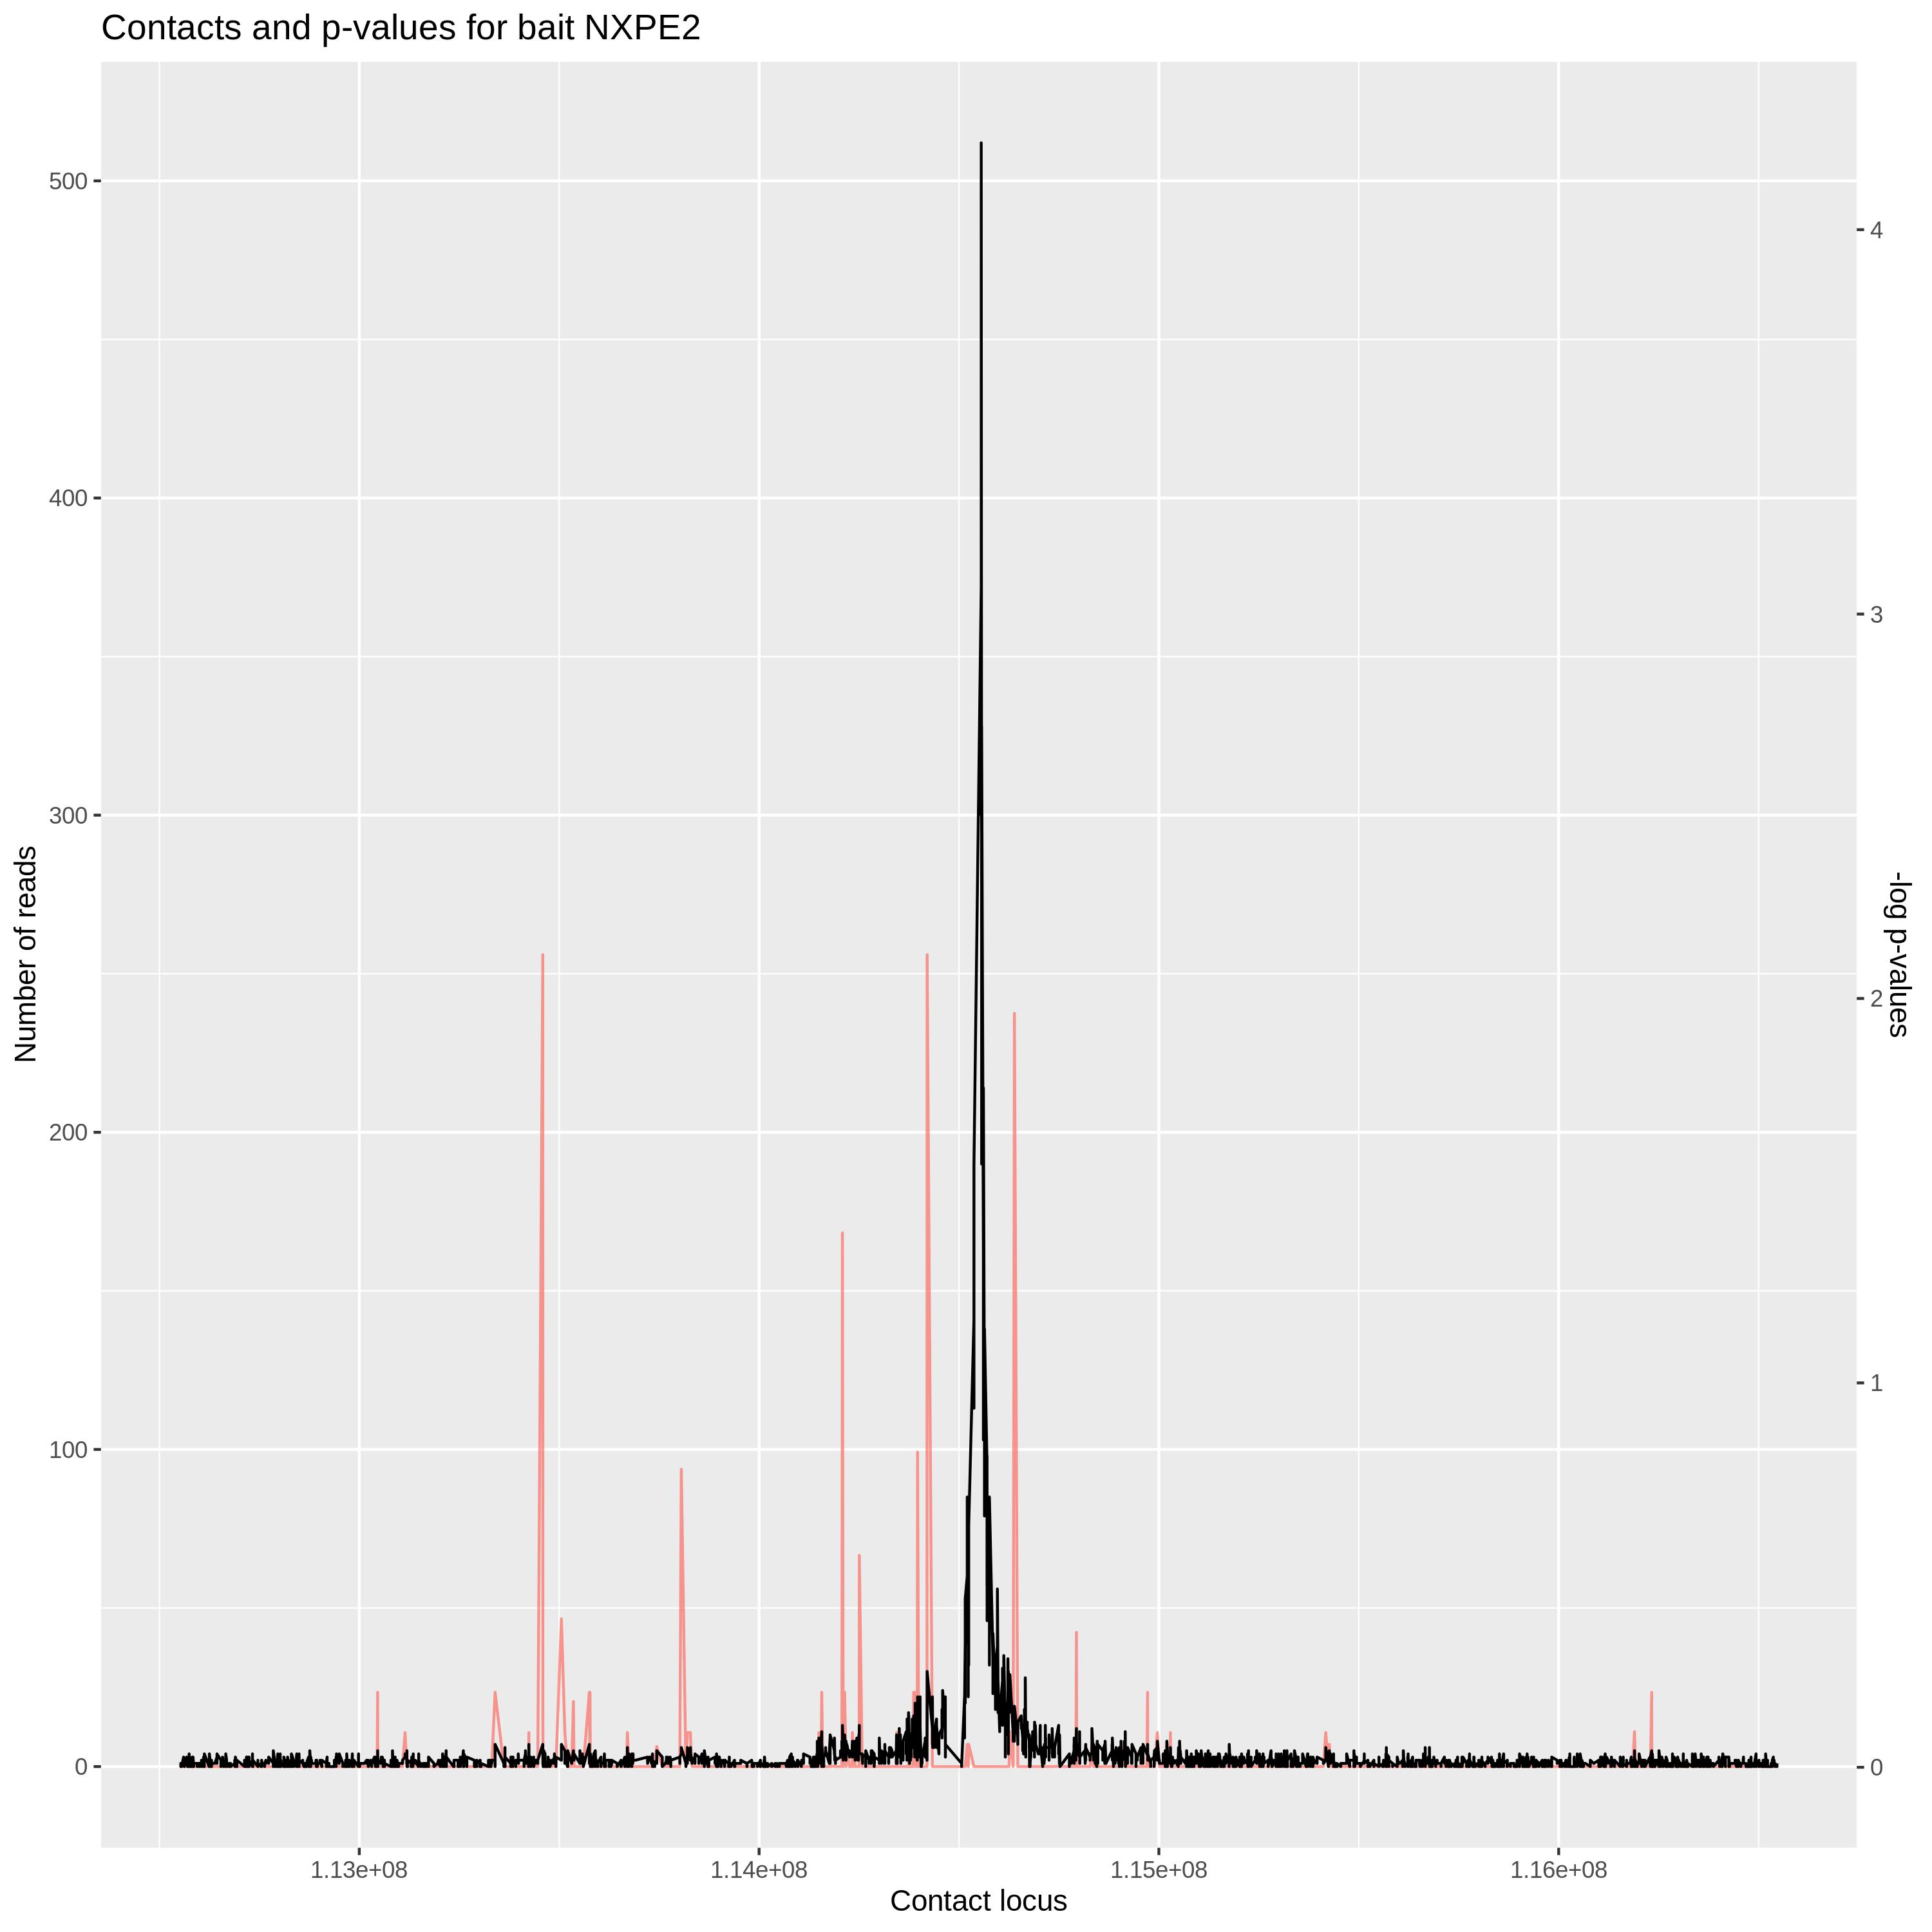 Contacts and p-values for bait NXPE2
500
400
300
200
100
0
Number of reads
4
3
2
1
0
-log p-values
1.13e+08
1.14e+08
1.15e+08
1.16e+08
Contact locus